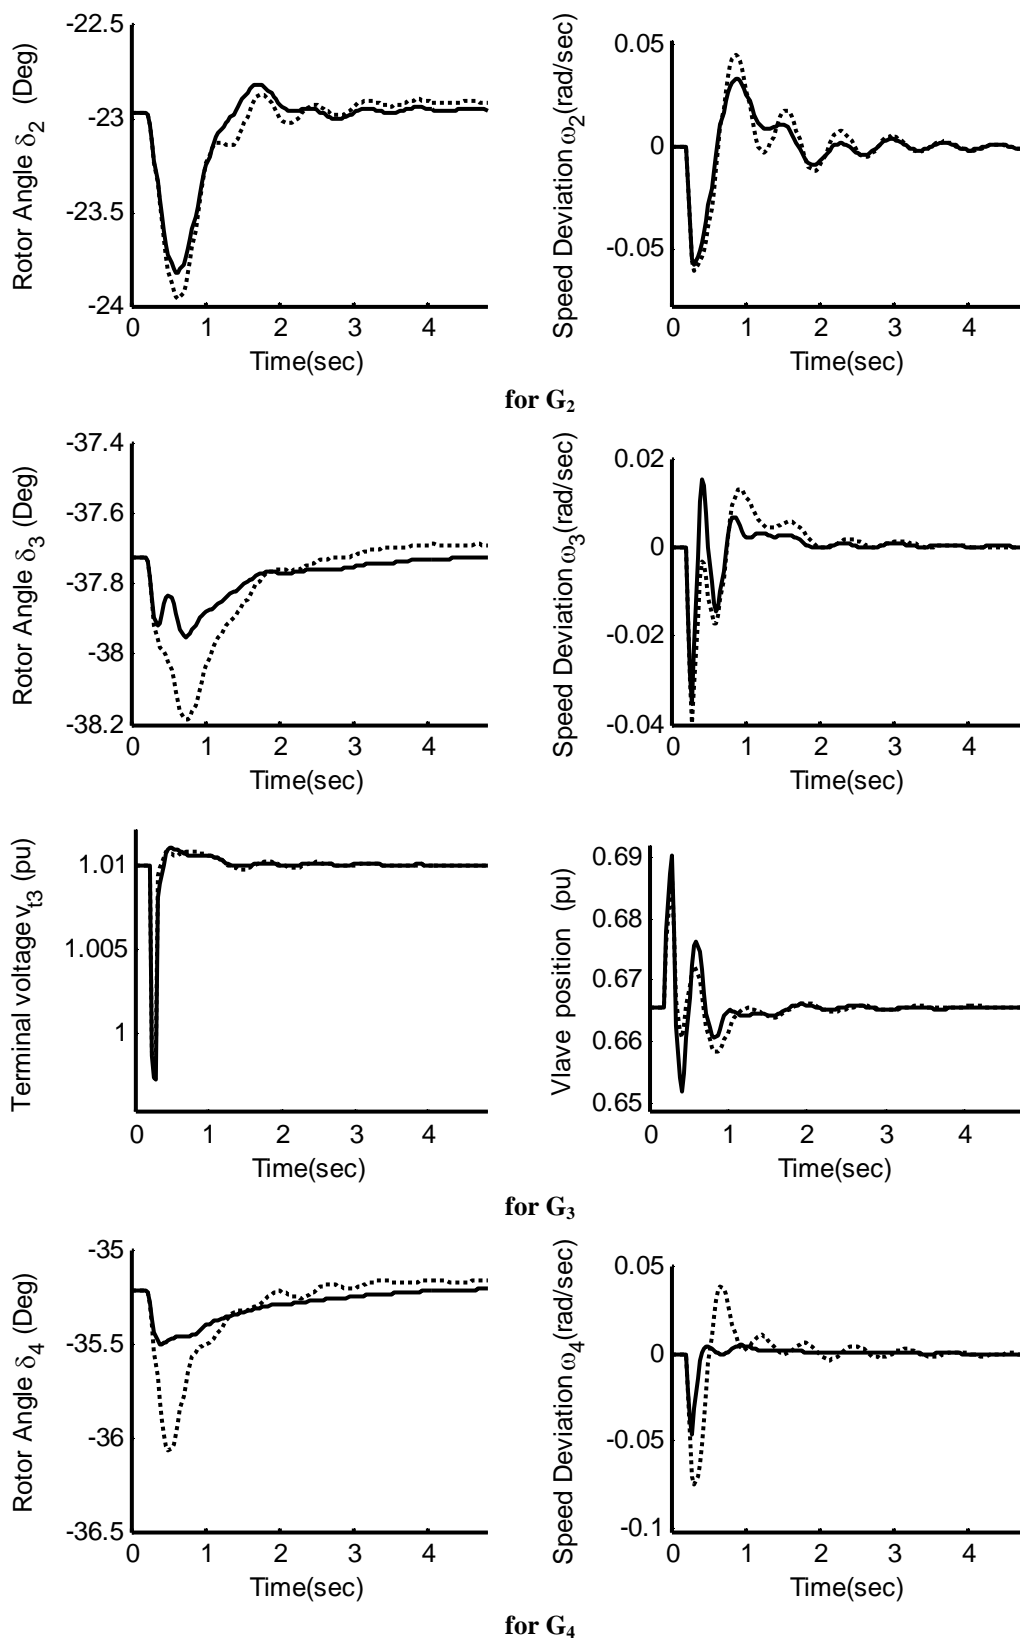 -22.5
-23
-23.5
-24
0 1 2 3 4
Rotor Angle δ2 (Deg)
Time(sec)
0.05
0
-0.05
0 1 2 3 4
Speed Deviation ω2(rad/sec)
Time(sec)
for G2
-37.4
-37.6
-37.8
-38
-38.2
0 1 2 3 4
Rotor Angle δ3 (Deg)
Time(sec)
0.02
0
-0.02
-0.04
0 1 2 3 4
Speed Deviation ω3(rad/sec)
Time(sec)
1.01
1.005
1
0 1 2 3 4
Terminal voltage vt3 (pu)
Time(sec)
0.69
0.68
0.67
0.66
0.65
0 1 2 3 4
Vlave position (pu)
Time(sec)
for G3
-35
-35.5
-36
-36.5
0 1 2 3 4
Rotor Angle δ4 (Deg)
Time(sec)
0.05
0
-0.05
-0.1
0 1 2 3 4
Speed Deviation ω4(rad/sec)
Time(sec)
for G4